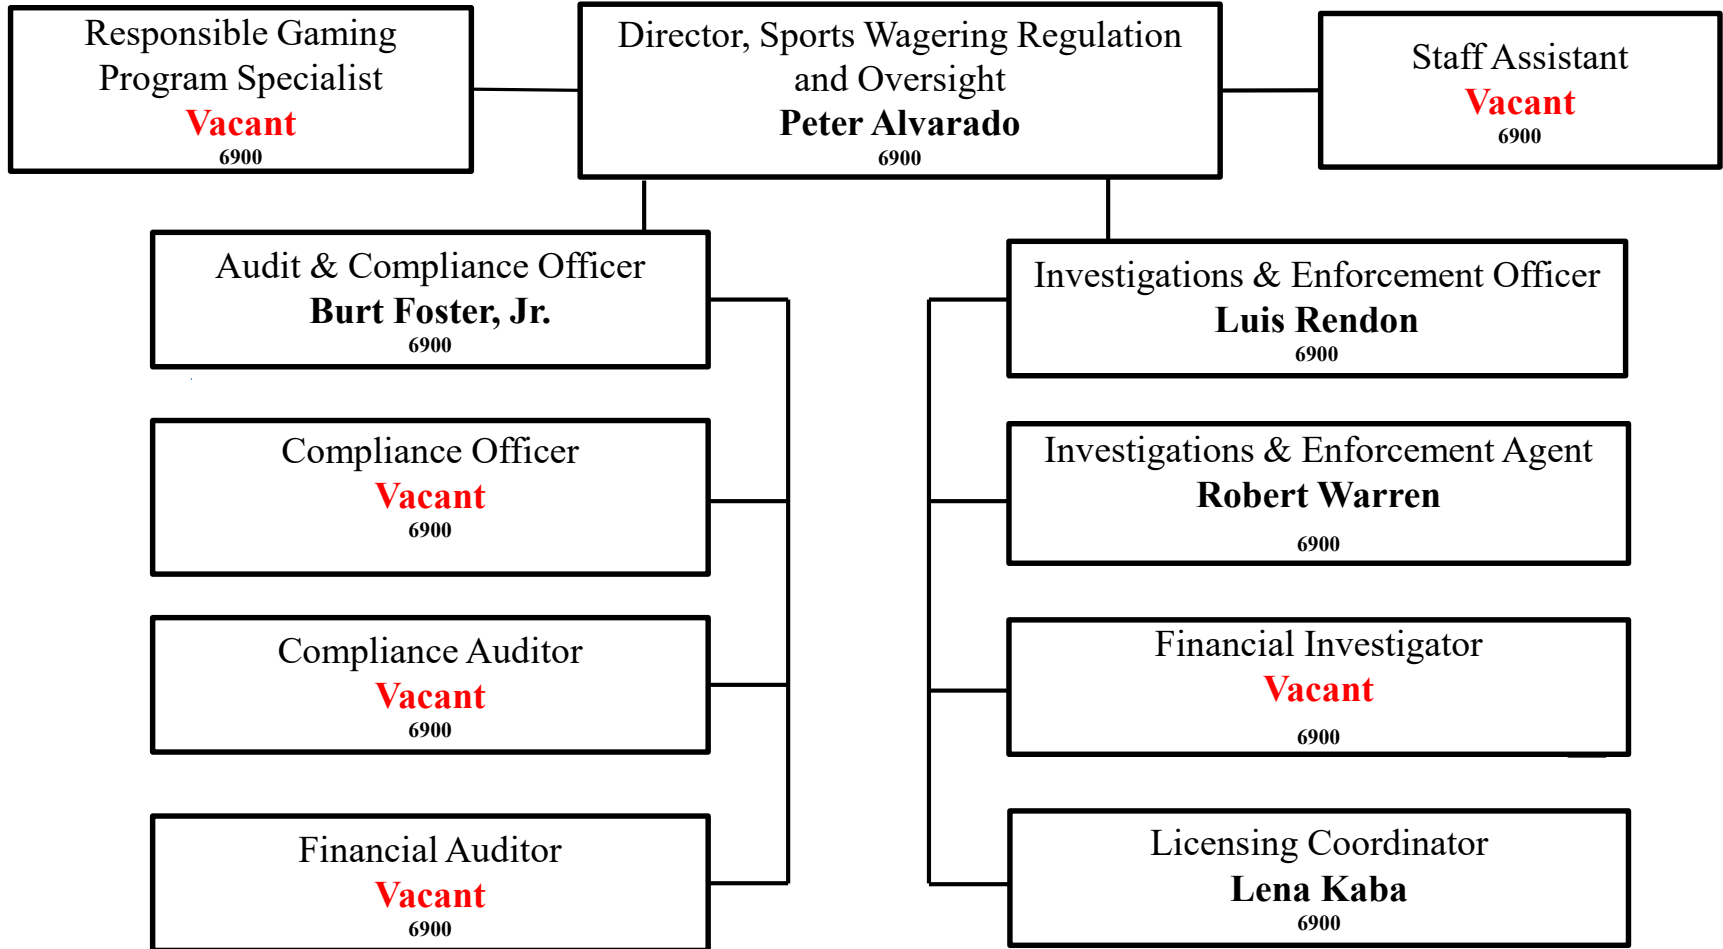 Responsible Gaming
Program Specialist
Vacant
6900
Director, Sports Wagering Regulation
and Oversight
Peter Alvarado
6900
Staff Assistant
Vacant
6900
Audit & Compliance Officer
Burt Foster, Jr.
6900
Investigations & Enforcement Officer
Luis Rendon
6900
Compliance Officer
Vacant
6900
Investigations & Enforcement Agent
Robert Warren
6900
Compliance Auditor
Vacant
6900
Financial Investigator
Vacant
6900
Financial Auditor
Vacant
6900
Licensing Coordinator
Lena Kaba
6900